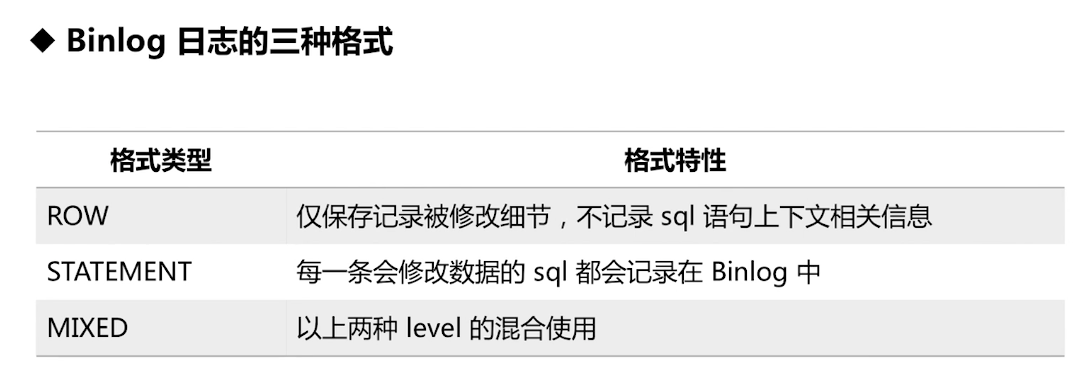 ◆ Binlog 日志的三种格式
格式类型 格式特性
ROW 仅保存记录被修改细节，不记录 sql 语句上下文相关信息
STATEMENT 每一条会修改数据的 sql 都会记录在 Binlog 中
MIXED 以上两种 level 的混合使用